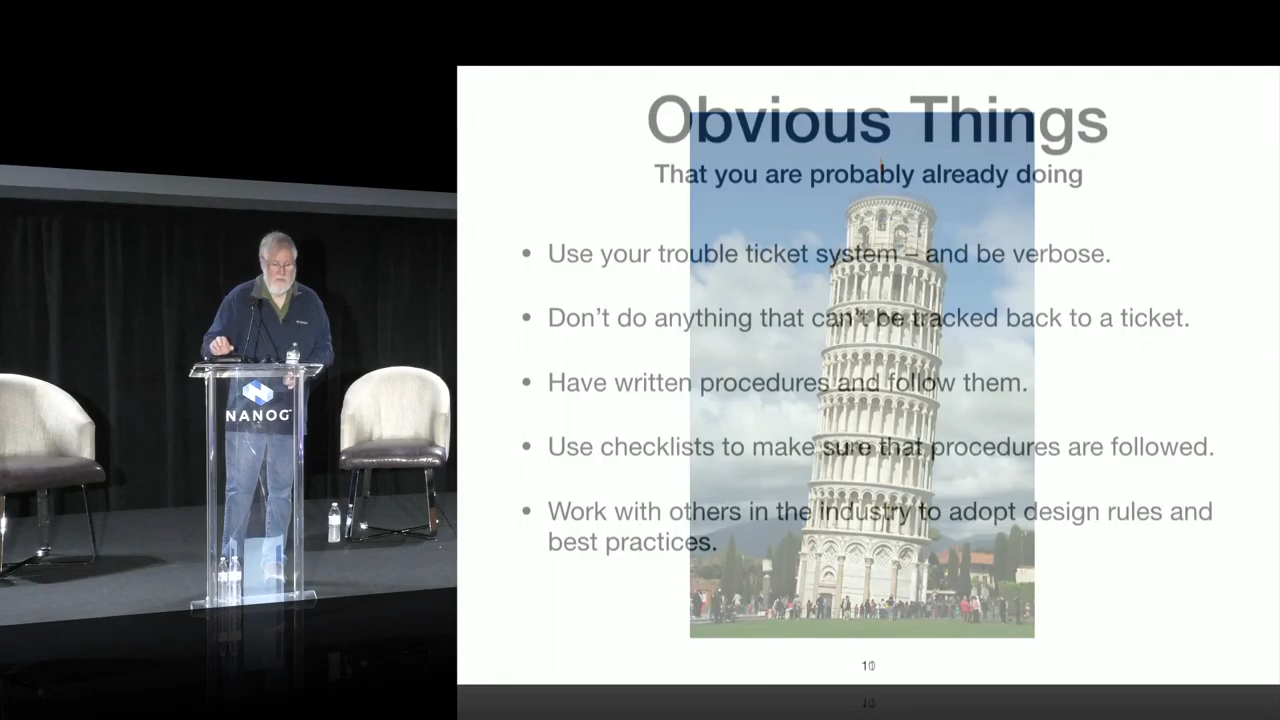 Obvious Things
That you are probably already doing
• Use your trouble ticket system – and be verbose.
• Don’t do anything that can’t be tracked back to a ticket.
• Have written procedures and follow them.
• Use checklists to make sure that procedures are followed.
• Work with others in the industry to adopt design rules and
best practices.
NANOG